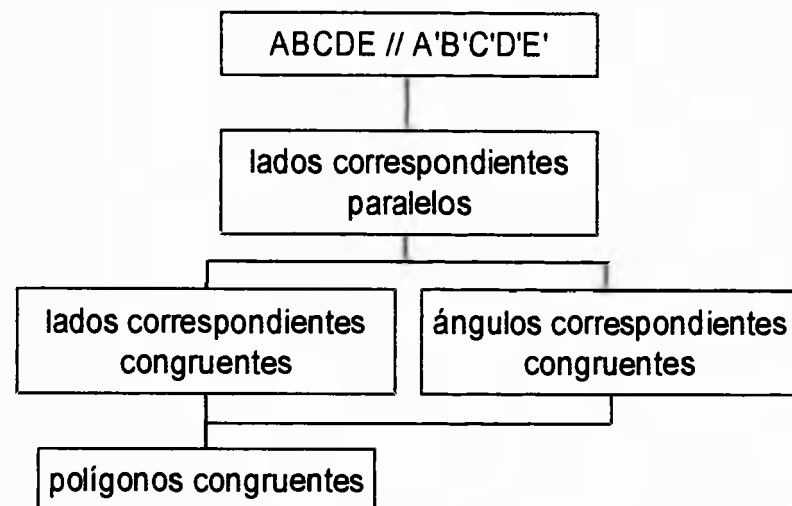 ABCDE // A'B'C'D'E'
lados correspondientes
paralelos
lados correspondientes
congruentes
ángulos correspondientes
congruentes
polígonos congruentes